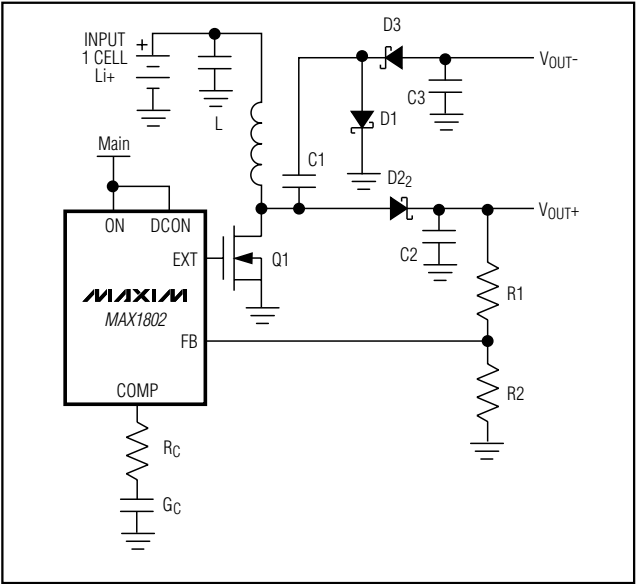 D3
INPUT
1 CELL
Li+
+
VOUT-
C3
L
D1
Main
C1
D22
VOUT+
ON DCON
EXT
Q1
C2
MAXIM
MAX1802
R1
FB
COMP
R2
RC
GC